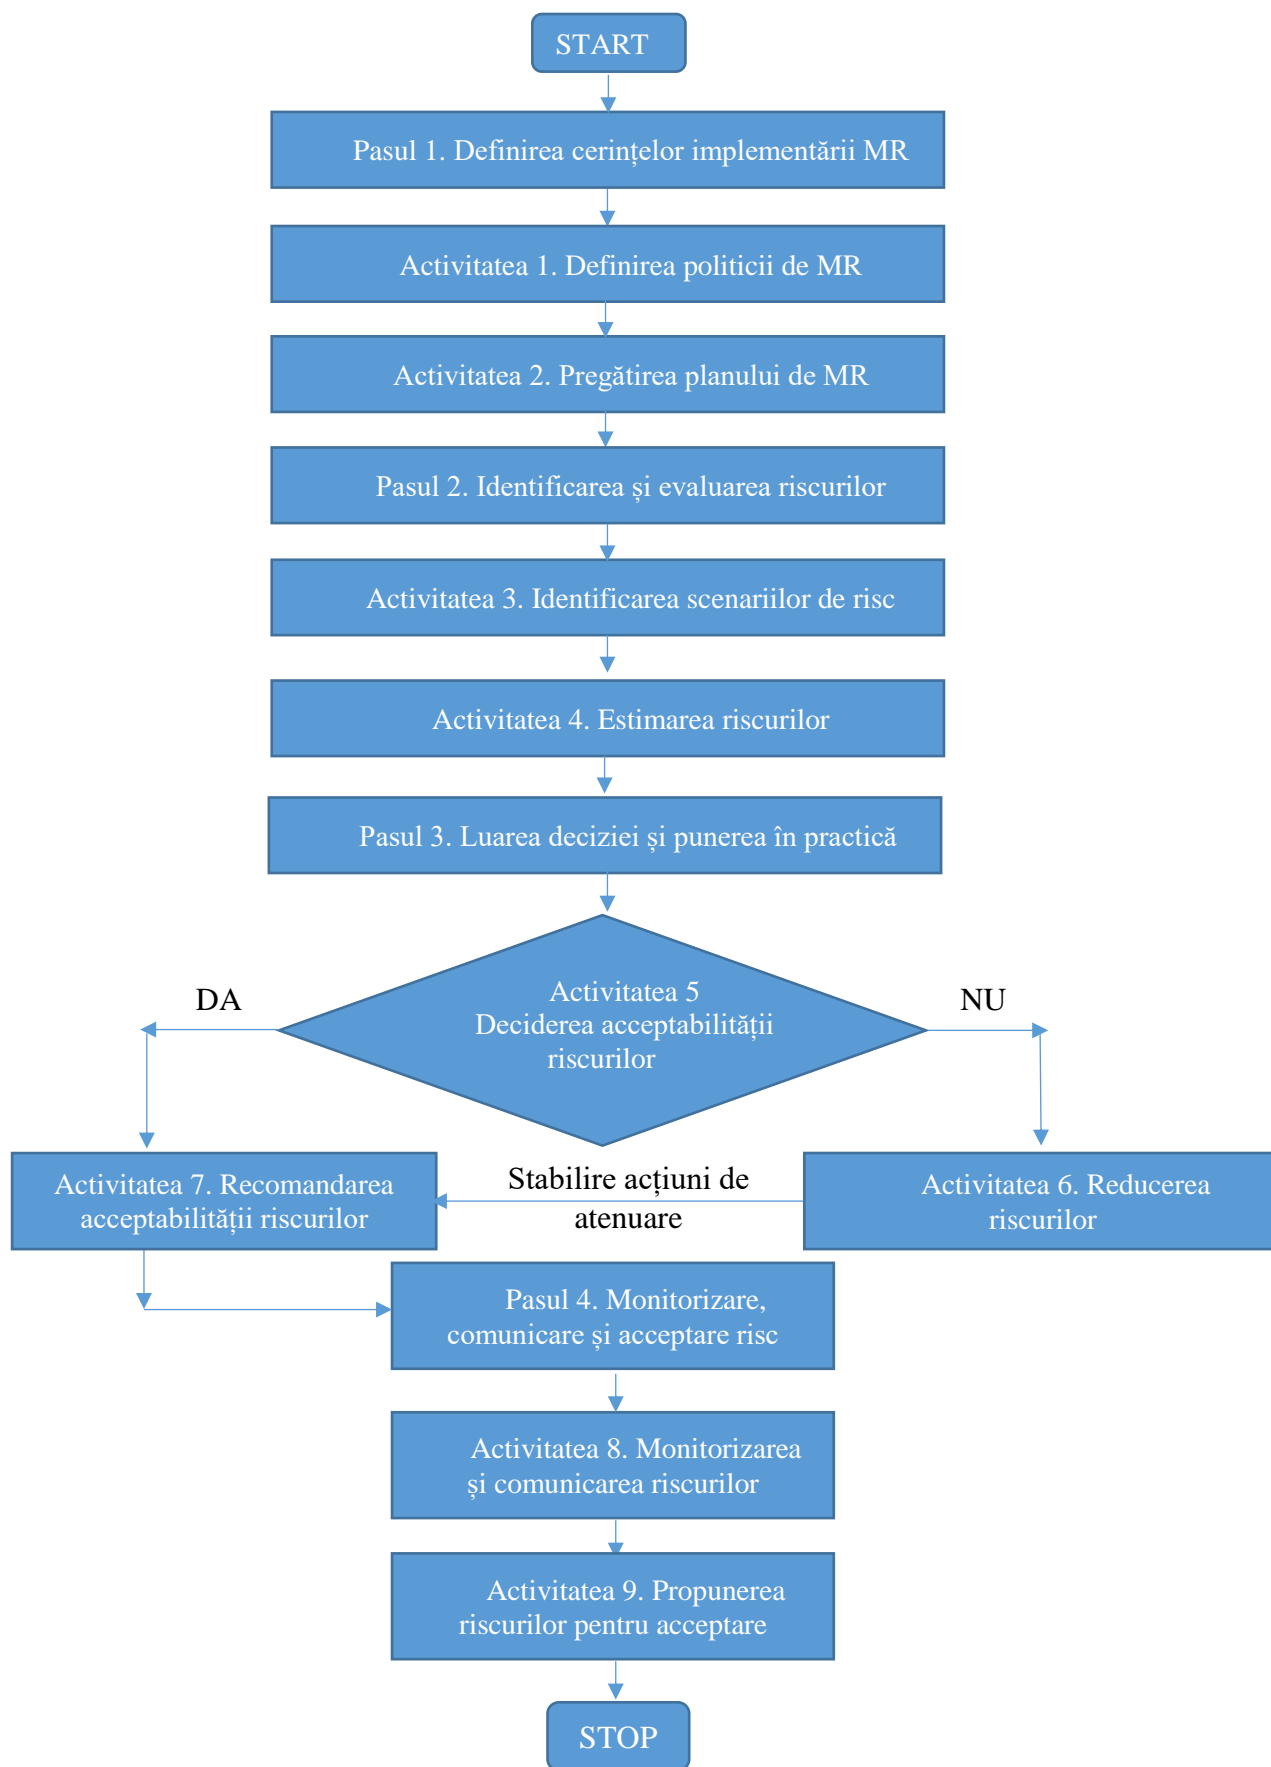 START
Pasul 1. Definirea cerințelor implementării MR
Activitatea 1. Definirea politicii de MR
Activitatea 2. Pregătirea planului de MR
Pasul 2. Identificarea și evaluarea riscurilor
Activitatea 3. Identificarea scenariilor de risc
Activitatea 4. Estimarea riscurilor
Pasul 3. Luarea deciziei și punerea în practică
Activitatea 5
Deciderea acceptabilității
riscurilor
DA
NU
Activitatea 7. Recomandarea
acceptabilității riscurilor
Stabilire acțiuni de
atenuare
Activitatea 6. Reducerea
riscurilor
Pasul 4. Monitorizare,
comunicare și acceptare risc
Activitatea 8. Monitorizarea
și comunicarea riscurilor
Activitatea 9. Propunerea
riscurilor pentru acceptare
STOP